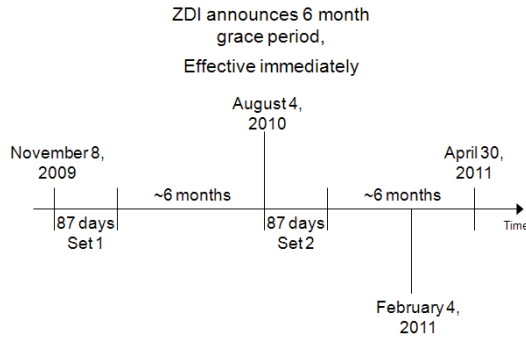 ZDI announces 6 month
grace period,
Effective immediately
August 4,
2010
November 8,
2009
April 30,
2011
~6 months
~6 months
87 days
Set 1
87 days
Set 2
Time
February 4,
2011